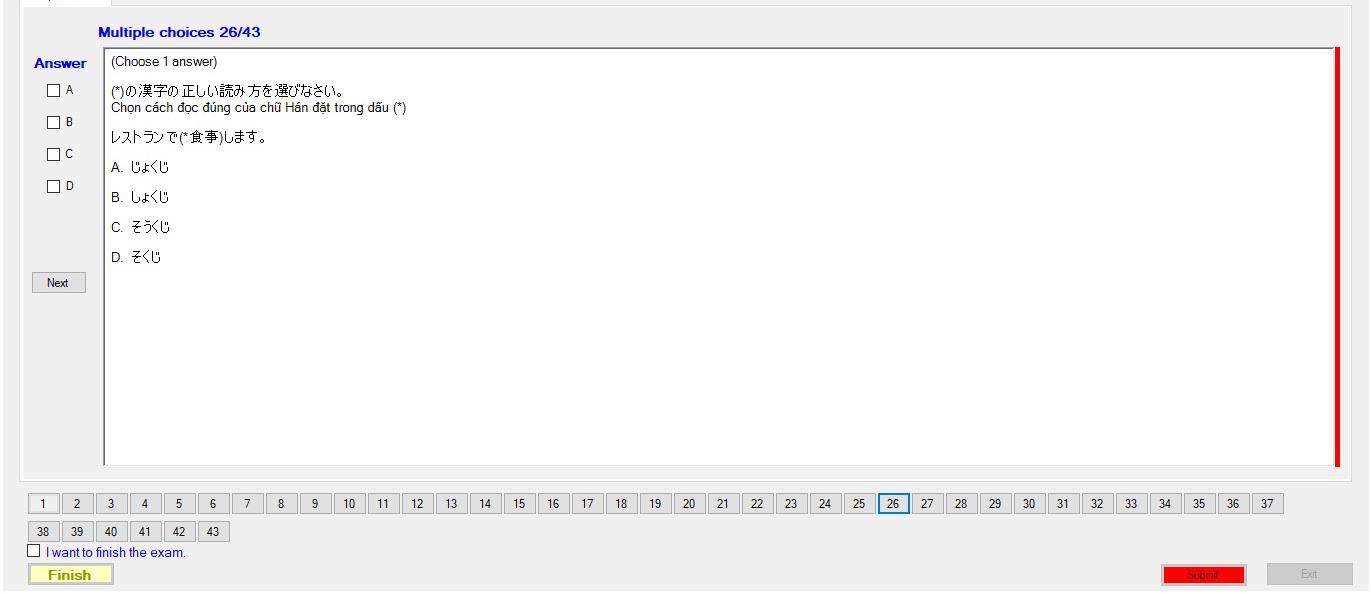 Multiple choices 26/43
Answer
(Choose 1 answer)
A
(*)の漢字の正しい読み方を選びなさい。
Chọn cách đọc đúng của chữ Hán đặt trong dấu (*)
B
レストランで(*食事)します。
C
A. じょくじ
D
B. しょくじ
C. そうくじ
D. そくじ
Next
1 2 3 4 5 6 7 8 9 10 11 12 13 14 15 16 17 18 19 20 21 22 23 24 25 26 27 28 29 30 31 32 33 34 35 36 37
38 39 40 41 42 43
I want to finish the exam.
Finish Submit Exit